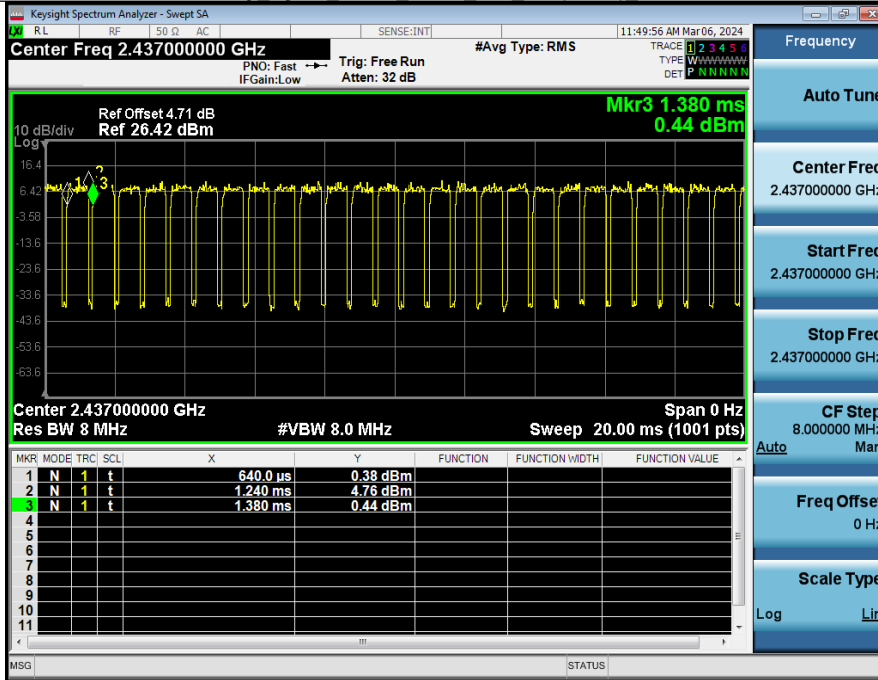 Keysight Spectrum Analyzer - Swept SA
LXI RL RF 50 Ω AC SENSE:INT 11:49:56 AM Mar 06, 2024
Center Freq 2.437000000 GHz #Avg Type: RMS TRACE 1 2 3 4 5 6
PNO: Fast Trig: Free Run TYPE WWWWWW
IFGain:Low Atten: 32 dB DET P N N N N N
Ref Offset 4.71 dB Mkr3 1.380 ms
10 dB/div Ref 26.42 dBm 0.44 dBm
Log
16.4
6.42
-3.58
-13.6
-23.6
-33.6
-43.6
-53.6
-63.6
1 2 3
Center 2.437000000 GHz Span 0 Hz
Res BW 8 MHz #VBW 8.0 MHz Sweep 20.00 ms (1001 pts)
MKR MODE TRC SCL X Y FUNCTION FUNCTION WIDTH FUNCTION VALUE
1 N 1 t 640.0 µs 0.38 dBm
2 N 1 t 1.240 ms 4.76 dBm
3 N 1 t 1.380 ms 0.44 dBm
4
5
6
7
8
9
10
11
MSG STATUS
Frequency
Auto Tune
Center Freq
2.437000000 GHz
Start Freq
2.437000000 GHz
Stop Freq
2.437000000 GHz
CF Step
8.000000 MHz
Auto Man
Freq Offset
0 Hz
Scale Type
Log Lin